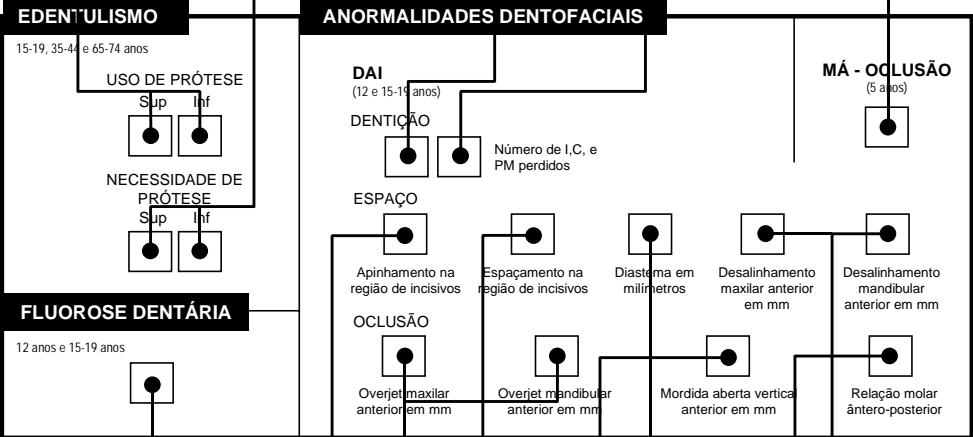 EDENTULISMO
15-19, 35-44 e 65-74 anos
USO DE PRÓTESE
Sup Inf
NECESSIDADE DE
PRÓTESE
Sup Inf
FLUOROSE DENTÁRIA
12 anos e 15-19 anos
ANORMALIDADES DENTOFACIAIS
DAI
(12 e 15-19 anos)
DENTIÇÃO
Número de I,C, e
PM perdidos
ESPAÇO
Apinhamento na
região de incisivos
Espaçamento na
região de incisivos
Diastema em
milímetros
Desalinhamento
maxilar anterior
em mm
Desalinhamento
mandibular
anterior em mm
OCLUSÃO
Overjet maxilar
anterior em mm
Overjet mandibular
anterior em mm
Mordida aberta vertical
anterior em mm
Relação molar
ântero-posterior
MÁ - OCLUSÃO
(5 anos)